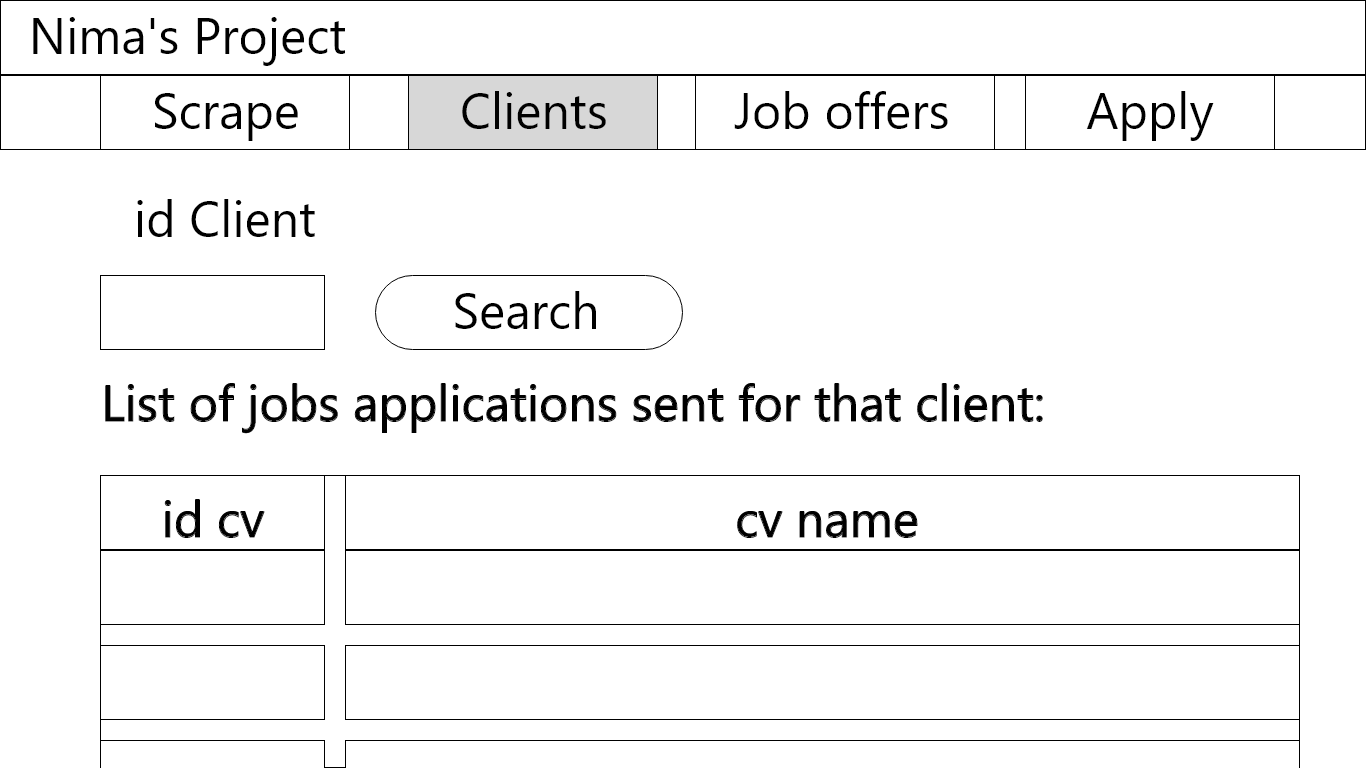 Nima's Project
Scrape Clients Job offers Apply
id Client
Search
List of jobs applications sent for that client:
id cv cv name